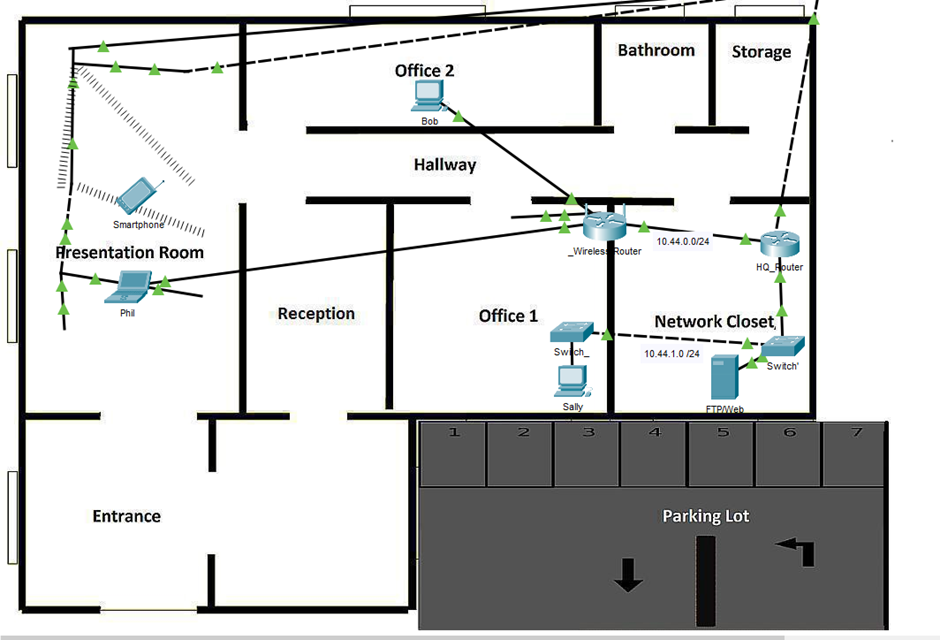 Bathroom
Storage
Office 2
Bob
Hallway
Smartphone
_Wireless Router
10.44.0.0/24
HQ_Router
Presentation Room
Phil
Reception
Office 1
Network Closet
Switch_
10.44.1.0 /24
Switch'
Sally
FTP/Web
1 2 3 4 5 6 7
Entrance
Parking Lot